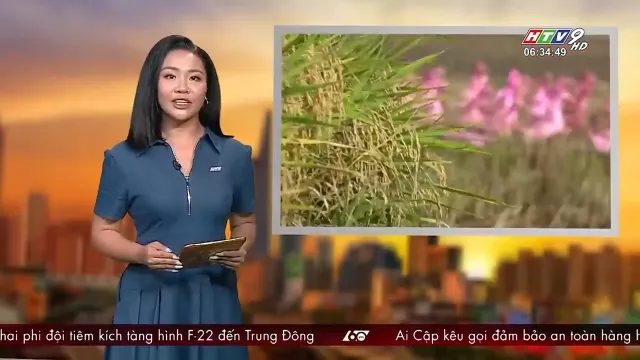 HTV9 HD
06:34:49
HTV
hai phi đội tiêm kích tàng hình F-22 đến Trung Đông
60
Ai Cập kêu gọi đảm bảo an toàn hàng h